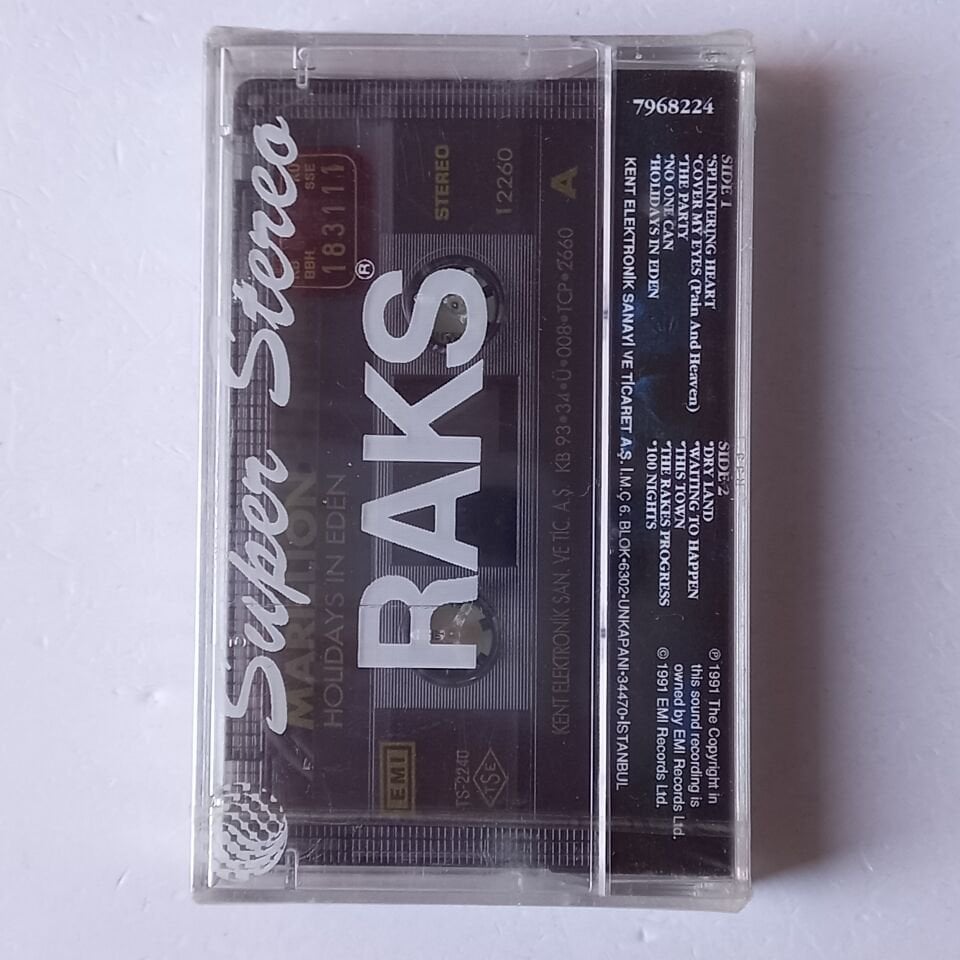 7968224
SIDE 1
•SPLINTERING HEART
•COVER MY EYES (Pain And Heaven)
•THE PARTY
•NO ONE CAN
•HOLIDAYS IN EDEN
SIDE 2
•DRY LAND
•WAITING TO HAPPEN
•THIS TOWN
•THE RAKES PROGRESS
•100 NIGHTS
℗ 1991 The Copyright in
this sound recording is
owned by EMI Records Ltd.
© 1991 EMI Records Ltd.
KENT ELEKTRONİK SANAYİ VE TİCARET A.Ş. İ.M.Ç 6. BLOK•6302•UNKAPANI•34470•İSTANBUL
Super Stereo
RAKS®
MARILLION
HOLIDAYS IN EDEN
STEREO
12260
A
KENT ELEKTRONİK SAN. VE TİC. A.Ş. KB•93•34•Ü•008•TCP•2660
EMI
TS-2240
TSE
SSE
BBH
183111